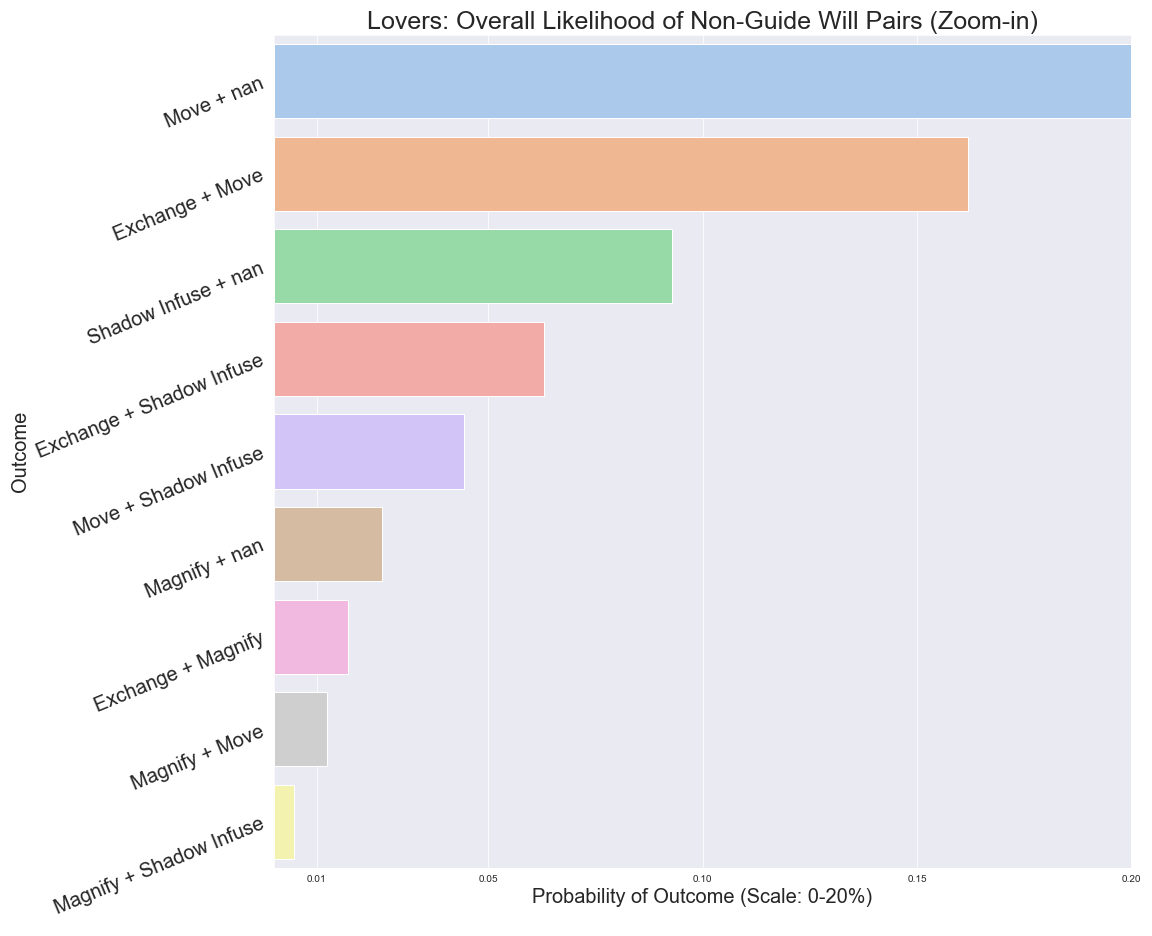 Lovers: Overall Likelihood of Non-Guide Will Pairs (Zoom-in)
Outcome
Move + nan
Exchange + Move
Shadow Infuse + nan
Exchange + Shadow Infuse
Move + Shadow Infuse
Magnify + nan
Exchange + Magnify
Magnify + Move
Magnify + Shadow Infuse
0.01 0.05 0.10 0.15 0.20
Probability of Outcome (Scale: 0-20%)